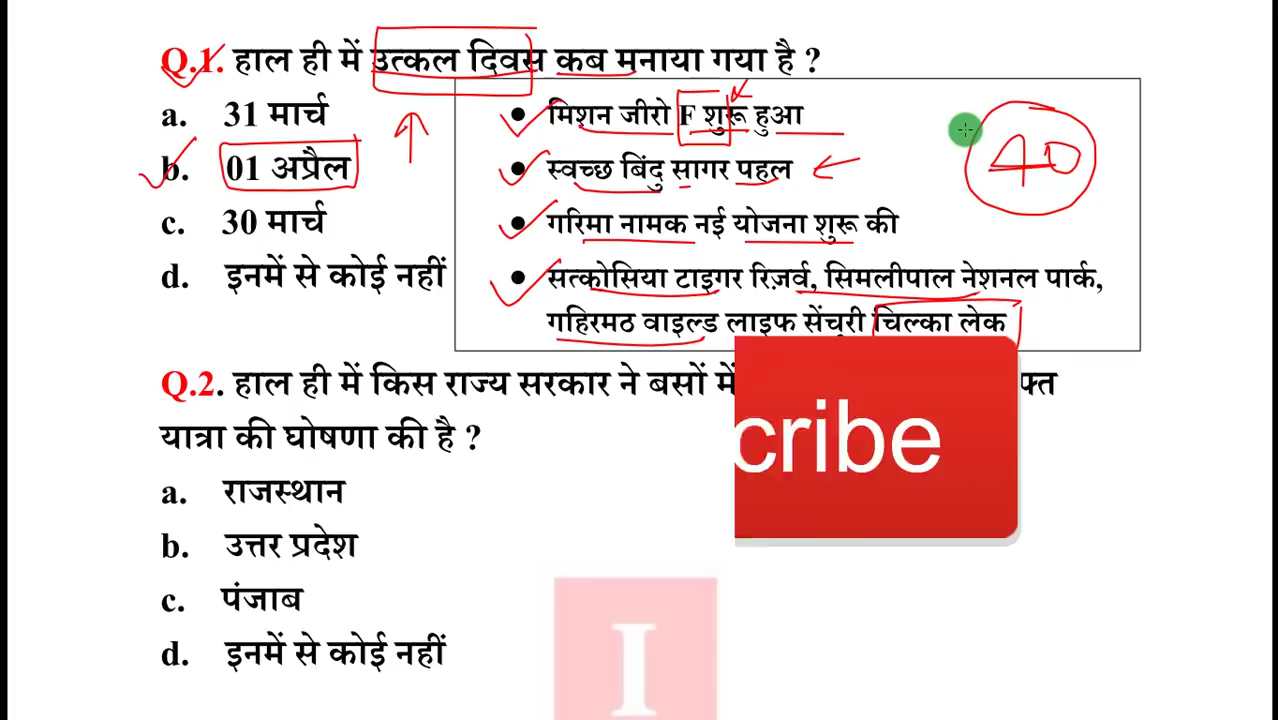 Q.1. हाल ही में उत्कल दिवस कब मनाया गया है ?
a. 31 मार्च
b. 01 अप्रैल
c. 30 मार्च
d. इनमें से कोई नहीं
• मिशन जीरो F शुरू हुआ
• स्वच्छ बिंदु सागर पहल
• गरिमा नामक नई योजना शुरू की
• सत्कोसिया टाइगर रिज़र्व, सिमलीपाल नेशनल पार्क,
गहिरमठ वाइल्ड लाइफ सेंचुरी चिल्का लेक
40
Q.2. हाल ही में किस राज्य सरकार ने बसों में
यात्रा की घोषणा की है ?
a. राजस्थान
b. उत्तर प्रदेश
c. पंजाब
d. इनमें से कोई नहीं
cribe
I